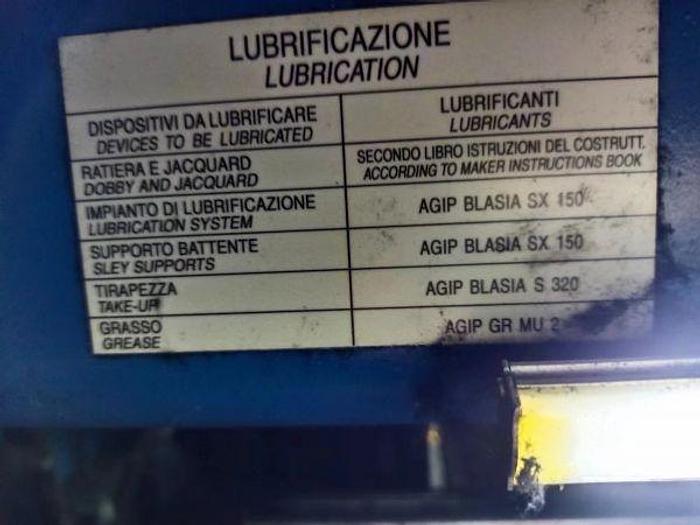 LUBRIFICAZIONE
LUBRICATION
DISPOSITIVI DA LUBRIFICARE
DEVICES TO BE LUBRICATED
LUBRIFICANTI
LUBRICANTS
RATIERA E JACQUARD
DOBBY AND JACQUARD
SECONDO LIBRO ISTRUZIONI DEL COSTRUTT.
ACCORDING TO MAKER INSTRUCTIONS BOOK
IMPIANTO DI LUBRIFICAZIONE
LUBRICATION SYSTEM
AGIP BLASIA SX 150
SUPPORTO BATTENTE
SLEY SUPPORTS
AGIP BLASIA SX 150
TIRAPEZZA
TAKE-UP
AGIP BLASIA S 320
GRASSO
GREASE
AGIP GR MU 2